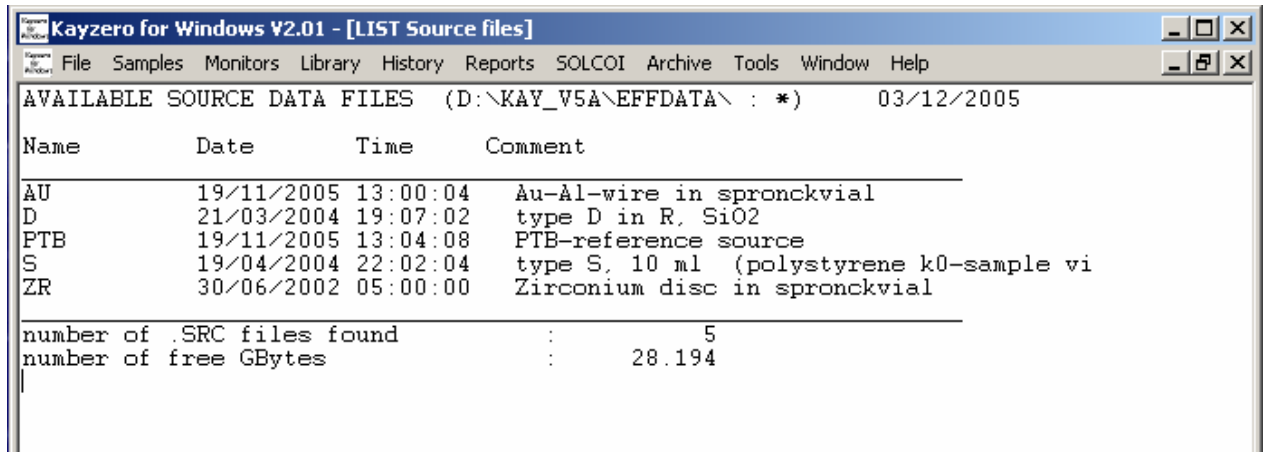 Kayzero for Windows V2.01 - [LIST Source files]
File Samples Monitors Library History Reports SOLCOI Archive Tools Window Help
AVAILABLE SOURCE DATA FILES (D:\KAY_V5A\EFFDATA\ : *) 03/12/2005
Name Date Time Comment
AU 19/11/2005 13:00:04 Au-Al-wire in spronckvial
D 21/03/2004 19:07:02 type D in R, SiO2
PTB 19/11/2005 13:04:08 PTB-reference source
S 19/04/2004 22:02:04 type S, 10 ml (polystyrene k0-sample vi
ZR 30/06/2002 05:00:00 Zirconium disc in spronckvial
number of .SRC files found : 5
number of free GBytes : 28.194